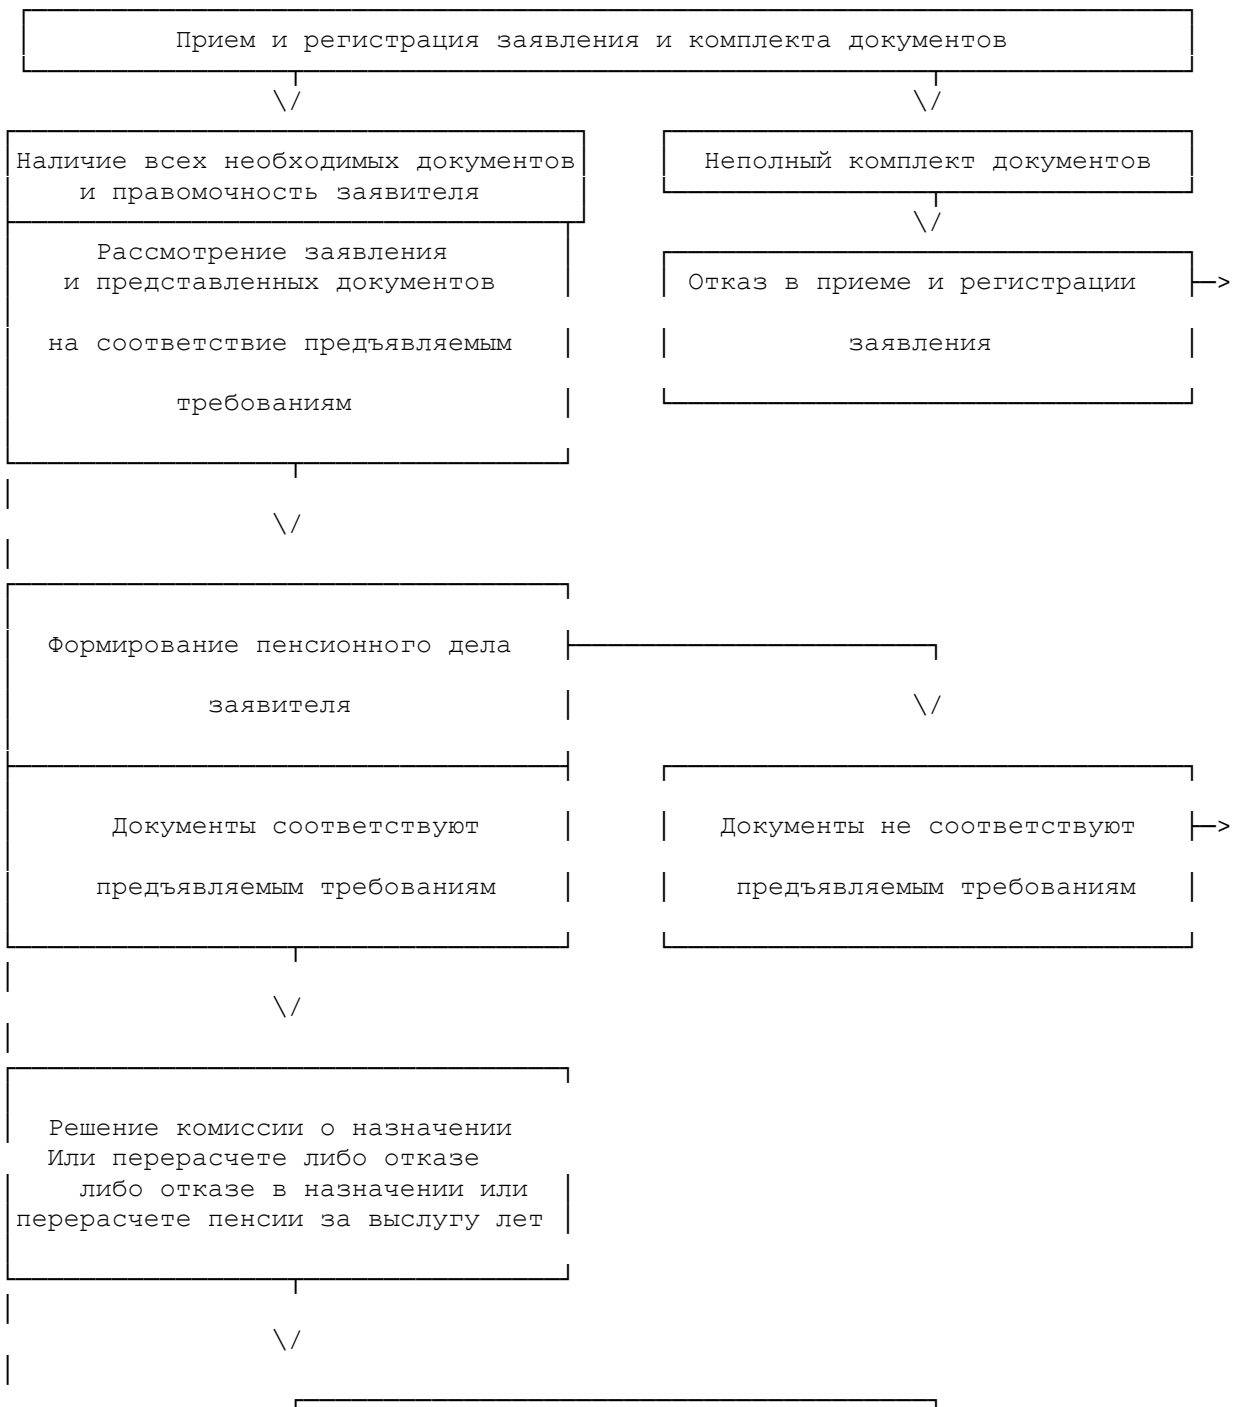 Прием и регистрация заявления и комплекта документов
\/ \/
Наличие всех необходимых документов
и правомочность заявителя
Неполный комплект документов
\/
Рассмотрение заявления
и представленных документов
на соответствие предъявляемым
требованиям
Отказ в приеме и регистрации
заявления
\/
Формирование пенсионного дела
заявителя
\/
Документы соответствуют
предъявляемым требованиям
Документы не соответствуют
предъявляемым требованиям
\/
Решение комиссии о назначении
Или перерасчете либо отказе
либо отказе в назначении или
перерасчете пенсии за выслугу лет
\/